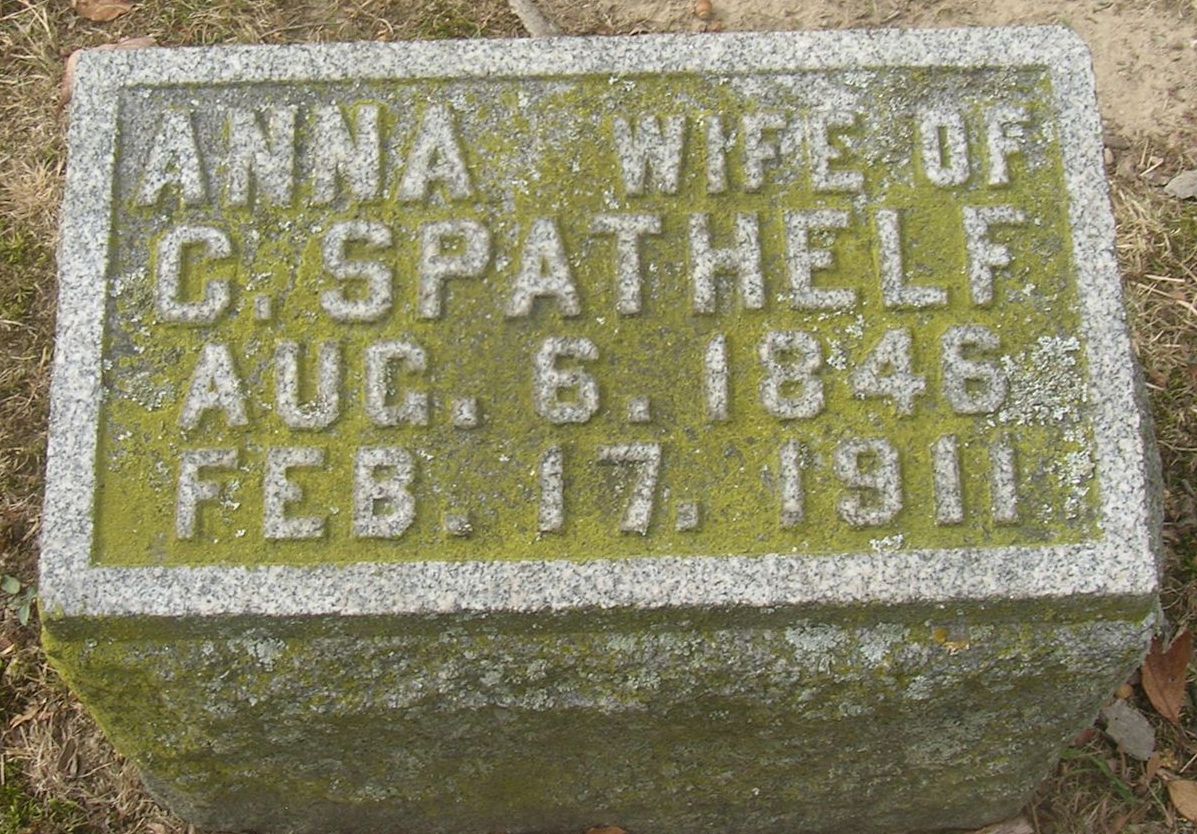 ANNA WIFE OF
C. SPATHELF
AUG. 6. 1846
FEB. 17. 1911